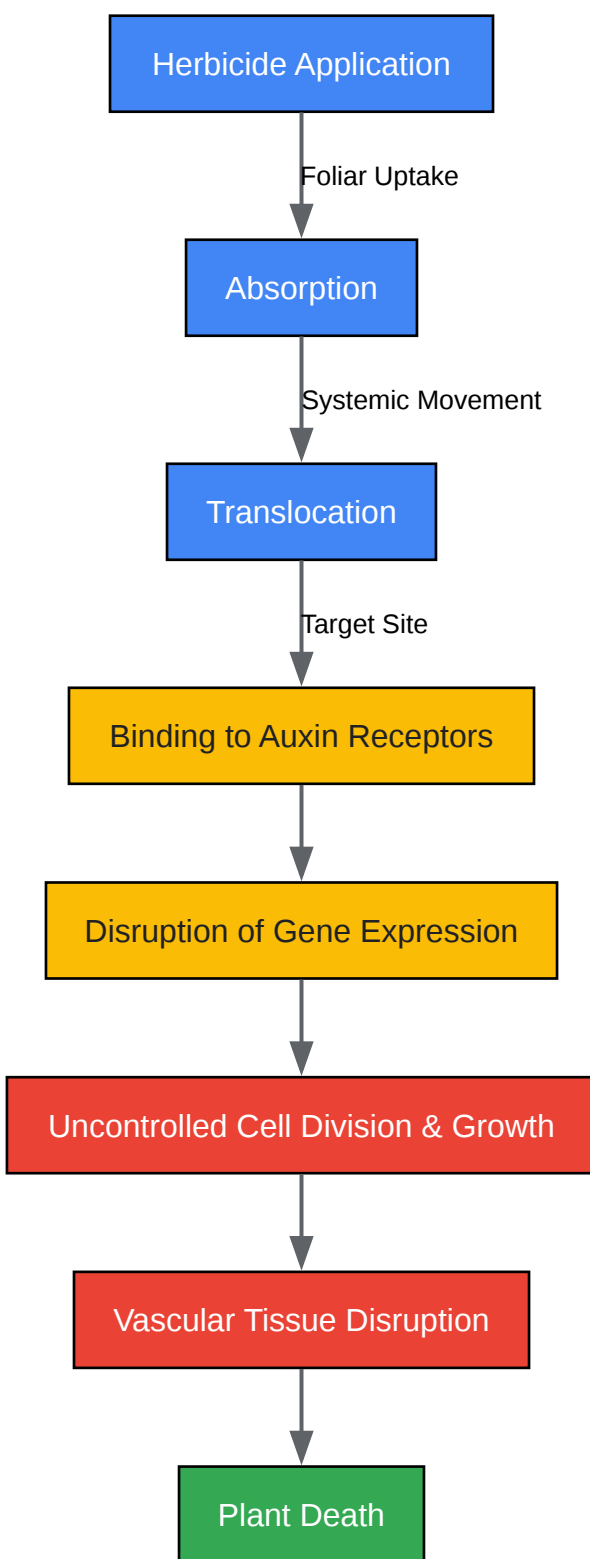 Herbicide Application
Foliar Uptake
Absorption
Systemic Movement
Translocation
Target Site
Binding to Auxin Receptors
Disruption of Gene Expression
Uncontrolled Cell Division & Growth
Vascular Tissue Disruption
Plant Death